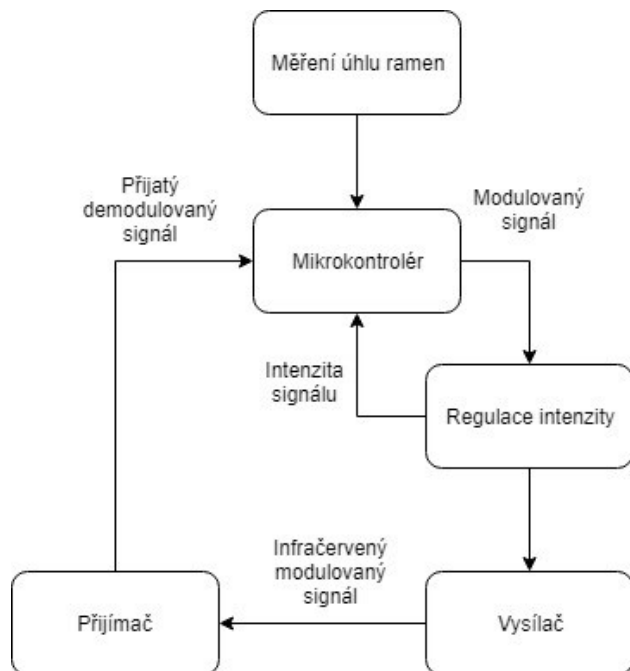 Měření úhlu ramen
Přijatý
demodulovaný
signál
Modulovaný
signál
Mikrokontrolér
Intenzita
signálu
Regulace intenzity
Infračervený
modulovaný
signál
Přijímač
Vysílač